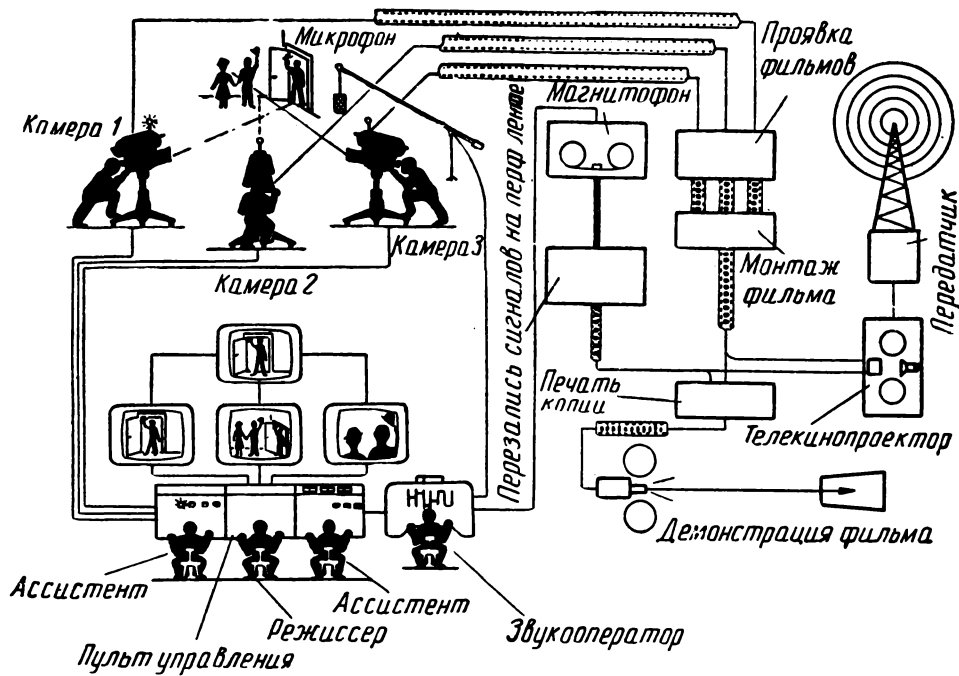 Микрофон
Проявка
фильмов
Магнитофон
Камера 1
Камера 3
Камера 2
Перезались сигналов на перф ленте
Монтаж
фильма
Передатчик
Печать
копии
Телекинопроектор
Демонстрация фильма
Ассистент
Ассистент
Режиссер
Звукооператор
Пульт управления